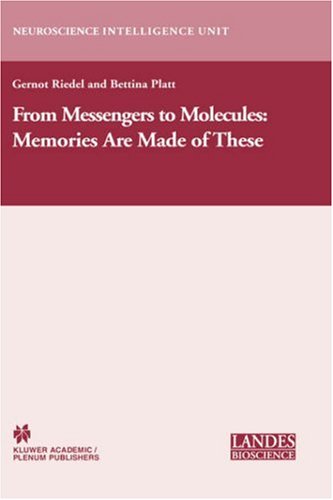 NEUROSCIENCE INTELLIGENCE UNIT
Gernot Riedel and Bettina Platt
From Messengers to Molecules:
Memories Are Made of These
KLUWER ACADEMIC /
PLENUM PUBLISHERS
LANDES
BIOSCIENCE